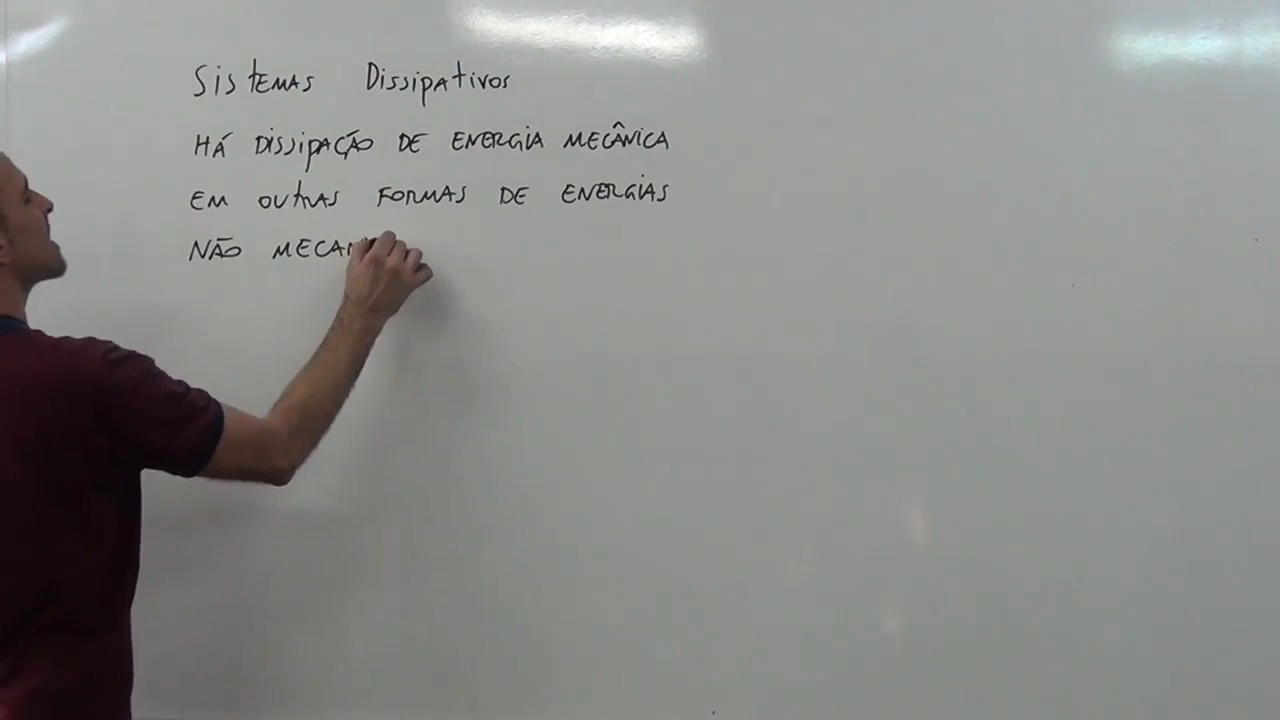 Sistemas Dissipativos
HÁ DissipAÇÃO DE ENERGIA MECÂNICA
EM OUTRAS FORMAS DE ENERGIAS
NÃO